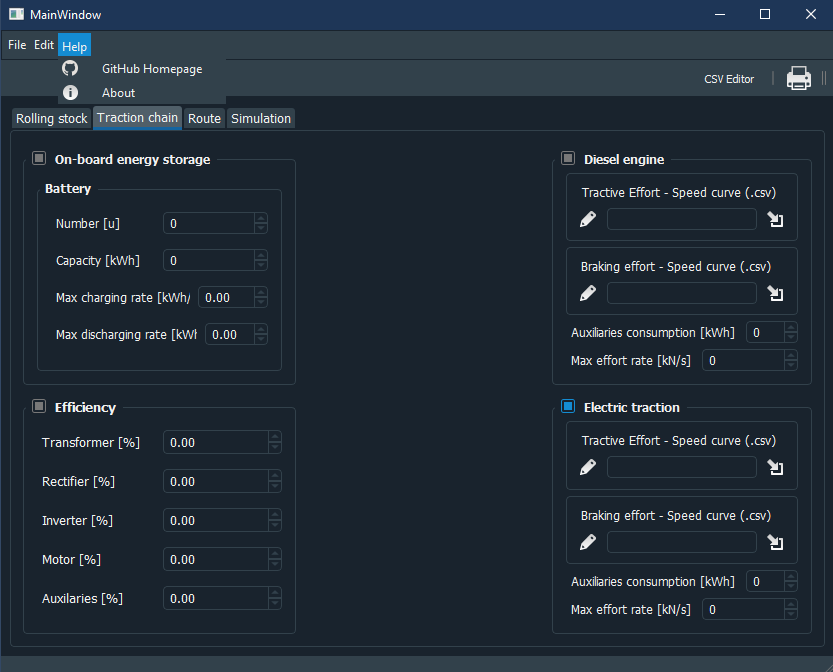 MainWindow
File Edit Help
GitHub Homepage
About
CSV Editor
Rolling stock Traction chain Route Simulation
On-board energy storage
Battery
Number [u] 0
Capacity [kWh] 0
Max charging rate [kWh/ 0.00
Max discharging rate [kWh 0.00
Efficiency
Transformer [%] 0.00
Rectifier [%] 0.00
Inverter [%] 0.00
Motor [%] 0.00
Auxilaries [%] 0.00
Diesel engine
Tractive Effort - Speed curve (.csv)
Braking effort - Speed curve (.csv)
Auxiliaries consumption [kWh] 0
Max effort rate [kN/s] 0
Electric traction
Tractive Effort - Speed curve (.csv)
Braking effort - Speed curve (.csv)
Auxiliaries consumption [kWh] 0
Max effort rate [kN/s] 0